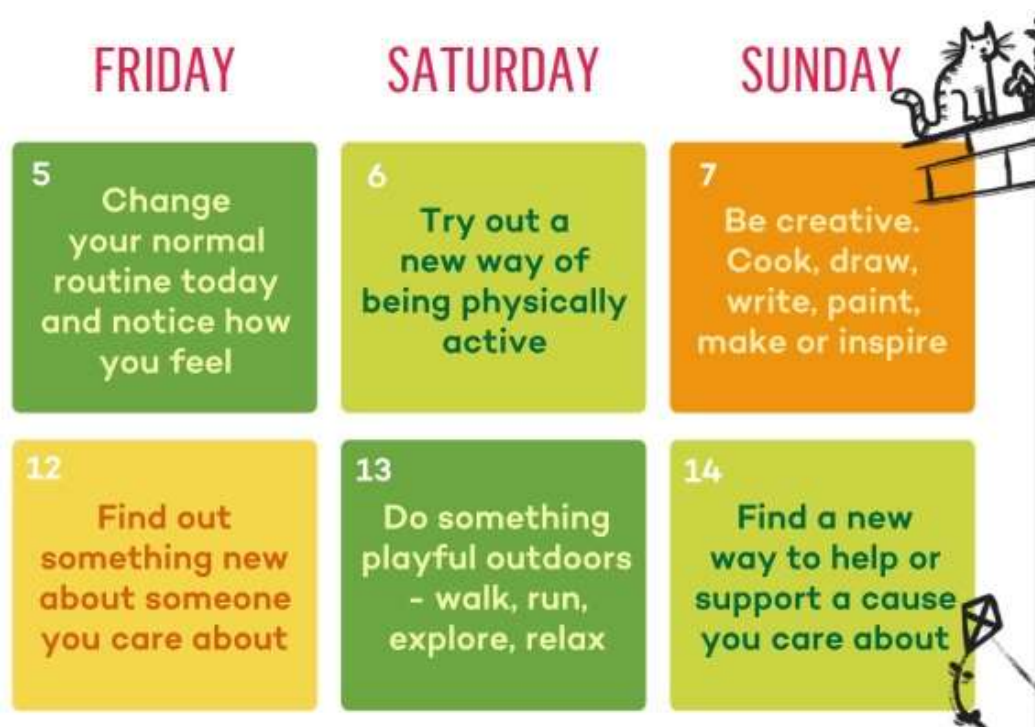 FRIDAY
SATURDAY
SUNDAY
5
Change
your normal
routine today
and notice how
you feel
6
Try out a
new way of
being physically
active
7
Be creative.
Cook, draw,
write, paint,
make or inspire
12
Find out
something new
about someone
you care about
13
Do something
playful outdoors
- walk, run,
explore, relax
14
Find a new
way to help or
support a cause
you care about